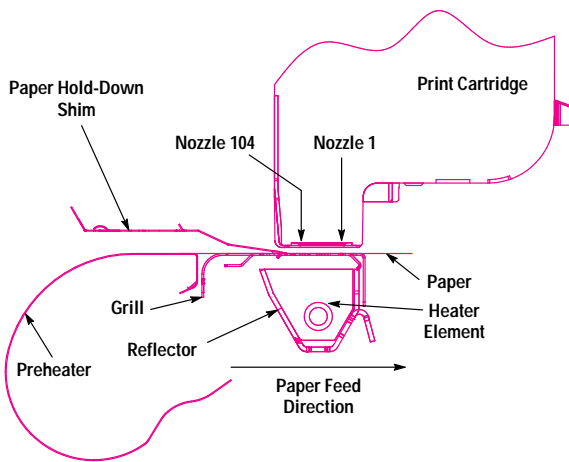 Print Cartridge
Paper Hold-Down
Shim
Nozzle 104
Nozzle 1
Paper
Grill
Heater
Element
Reflector
Preheater
Paper Feed
Direction